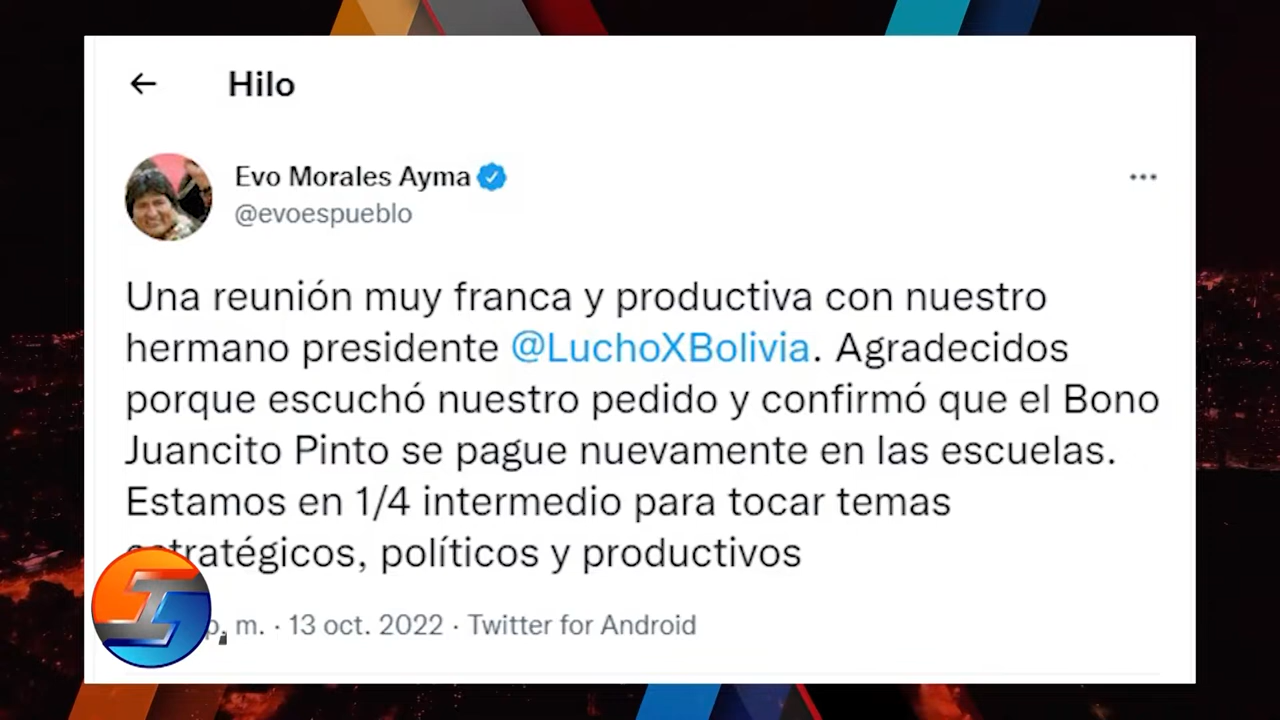 Hilo
Evo Morales Ayma
@evoespueblo
Una reunión muy franca y productiva con nuestro
hermano presidente @LuchoXBolivia. Agradecidos
porque escuchó nuestro pedido y confirmó que el Bono
Juancito Pinto se pague nuevamente en las escuelas.
Estamos en 1/4 intermedio para tocar temas
estratégicos, políticos y productivos
p. m. · 13 oct. 2022 · Twitter for Android